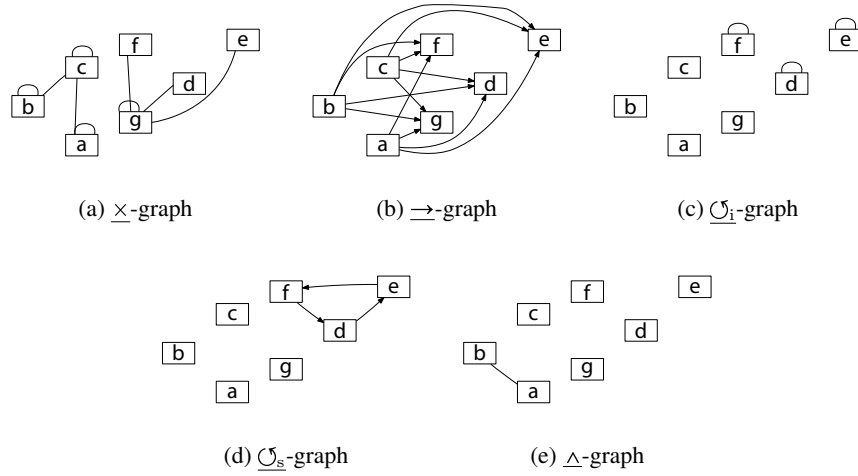 f e
c
d
b
g
a
f e
c
d
b
g
a
f e
c
d
b
g
a
(a) ×-graph (b) →-graph (c) ↺i-graph
f e
c
d
b
g
a
f e
c
d
b
g
a
(d) ↺s-graph (e) ∧-graph